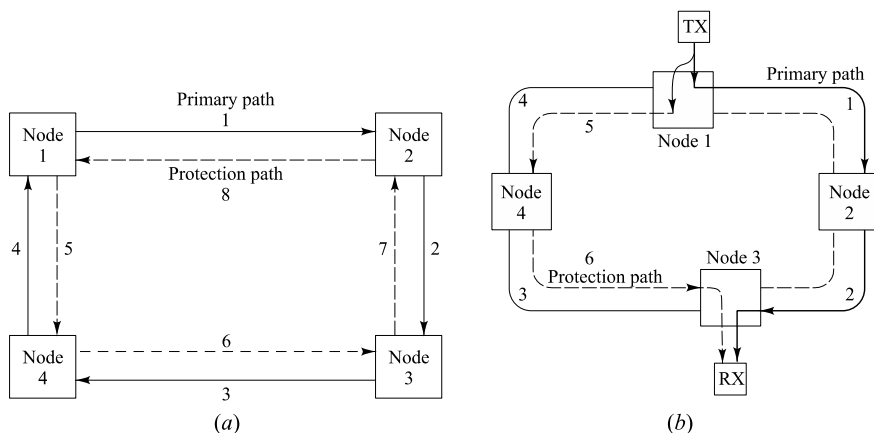 Primary path
1
Node
1
Node
2
Protection path
8
4
5
7
2
6
Node
4
Node
3
3
(a)
TX
Primary path
4
1
5
Node 1
Node
4
Node
2
6
Node 3
Protection path
3
2
RX
(b)